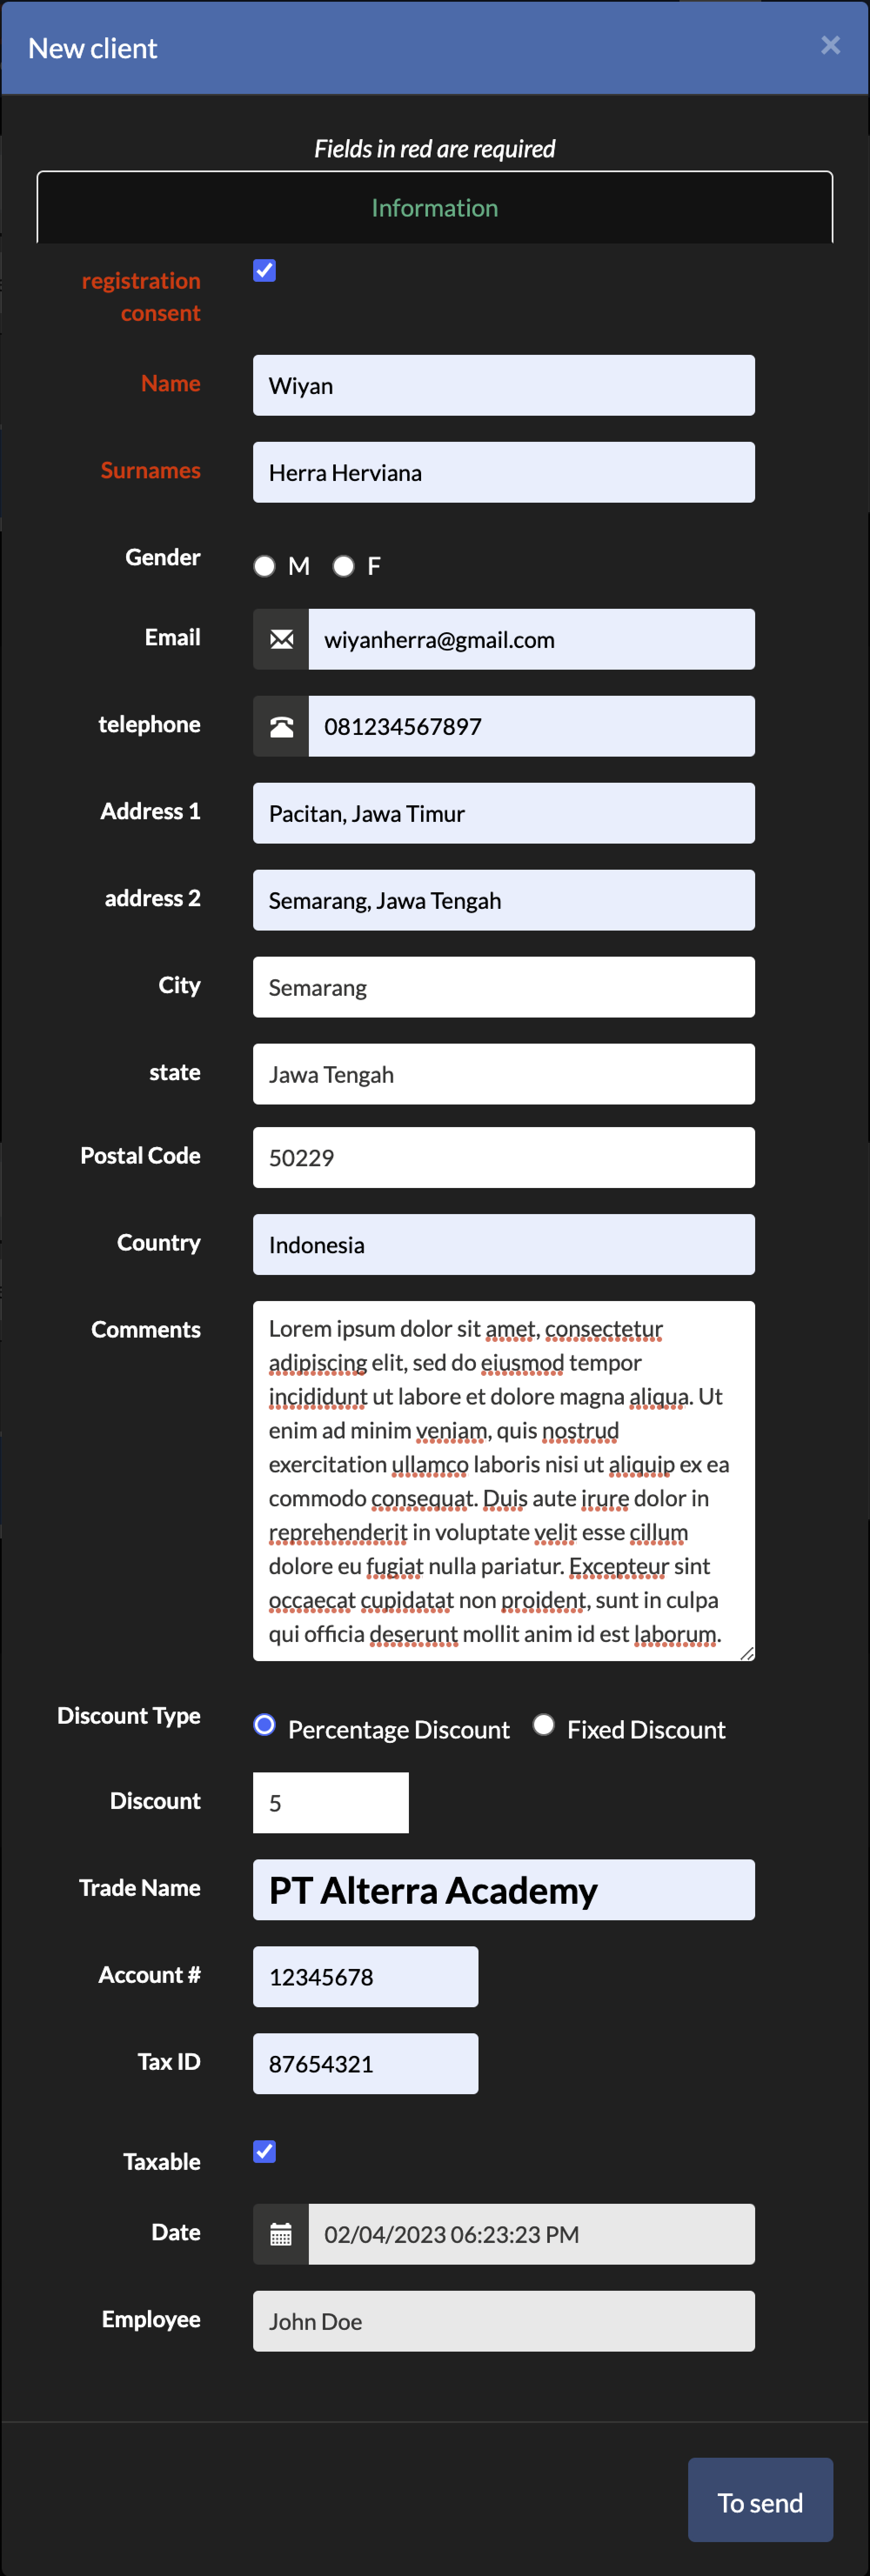 New client
×
Fields in red are required
Information
registration
consent
Name
Wiyan
Surnames
Herra Herviana
Gender
M F
Email
wiyanherra@gmail.com
telephone
081234567897
Address 1
Pacitan, Jawa Timur
address 2
Semarang, Jawa Tengah
City
Semarang
state
Jawa Tengah
Postal Code
50229
Country
Indonesia
Comments
Lorem ipsum dolor sit amet, consectetur
adipiscing elit, sed do eiusmod tempor
incididunt ut labore et dolore magna aliqua. Ut
enim ad minim veniam, quis nostrud
exercitation ullamco laboris nisi ut aliquip ex ea
commodo consequat. Duis aute irure dolor in
reprehenderit in voluptate velit esse cillum
dolore eu fugiat nulla pariatur. Excepteur sint
occaecat cupidatat non proident, sunt in culpa
qui officia deserunt mollit anim id est laborum.
Discount Type
Percentage Discount Fixed Discount
Discount
5
Trade Name
PT Alterra Academy
Account #
12345678
Tax ID
87654321
Taxable
Date
02/04/2023 06:23:23 PM
Employee
John Doe
To send